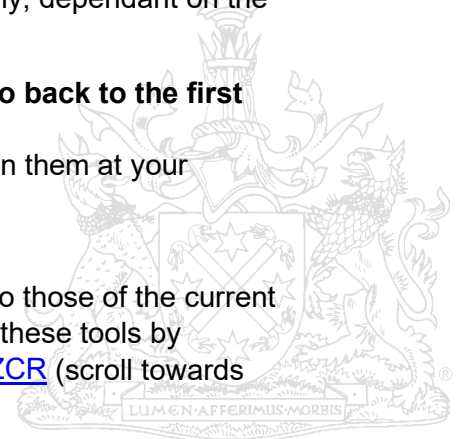 ly, dependant on the
o back to the first
n them at your
o those of the current
these tools by
ZCR (scroll towards
®
LUMEN·AFFERIMUS·MORBIS